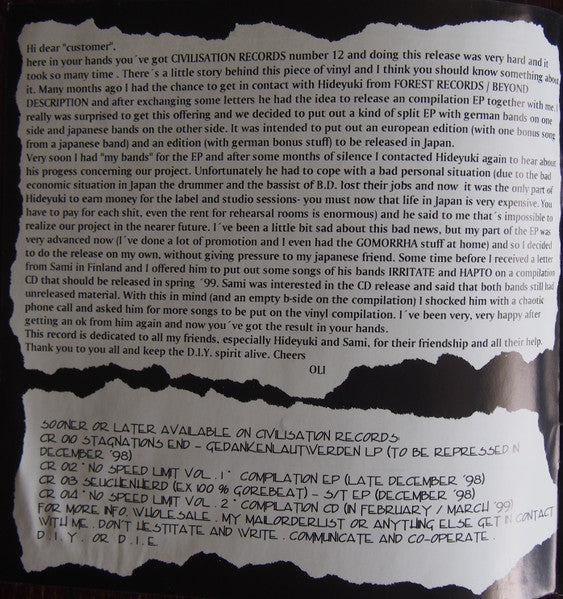 Hi dear "customer".
here in your hands you´ve got CIVILISATION RECORDS number 12 and doing this release was very hard and it
took so many time . There´s a little story behind this piece of vinyl and I think you should know something about
it. Many months ago I had the chance to get in contact with Hideyuki from FOREST RECORDS / BEYOND
DESCRIPTION and after exchanging some letters he had the idea to release an compilation EP together with me. I
really was surprised to get this offering and we decided to put out a kind of split EP with german bands on one
side and japanese bands on the other side. It was intended to put out an european edition (with one bonus song
from a japanese band) and an edition (with german bonus stuff) to be released in Japan.
Very soon I had "my bands" for the EP and after some months of silence I contacted Hideyuki again to hear about
his progess concerning our project. Unfortunately he had to cope with a bad personal situation (due to the bad
economic situation in Japan the drummer and the bassist of B.D. lost their jobs and now it was the only part of
Hideyuki to earn money for the label and studio sessions- you must now that life in Japan is very expensive. You
have to pay for each shit, even the rent for rehearsal rooms is enormous) and he said to me that´s impossible to
realize our project in the nearer future. I´ve been a little bit sad about this bad news, but my part of the EP was
very advanced now (I´ve done a lot of promotion and I even had the GOMORRHA stuff at home) and so I decided
to do the release on my own, without giving pressure to my japanese friend. Some time before I received a letter
from Sami in Finland and I offered him to put out some songs of his bands IRRITATE and HAPTO on a compilation
CD that should be released in spring ´99. Sami was interested in the CD release and said that both bands still had
unreleased material. With this in mind (and an empty b-side on the compilation) I shocked him with a chaotic
phone call and asked him for more songs to be put on the vinyl compilation. I´ve been very, very happy after
getting an ok from him again and now you´ve got the result in your hands.
This record is dedicated to all my friends, especially Hideyuki and Sami, for their friendship and all their help.
Thank you to you all and keep the D.I.Y. spirit alive. Cheers
OLI
SOONER OR LATER AVAILABLE ON CIVILISATION RECORDS:
CR 010 STAGNATIONS END - GEDANKENLAUTWERDEN LP (TO BE REPRESSED IN
DECEMBER ´98)
CR 012 " NO SPEED LIMIT VOL . 1 " COMPILATION EP (LATE DECEMBER ´98)
CR 013 SEUCHENHERD (EX 100 % GOREBEAT) - S/T EP (DECEMBER ´98)
CR 014 " NO SPEED LIMIT VOL . 2 " COMPILATION CD (IN FEBRUARY / MARCH ´99)
FOR MORE INFO, WHOLESALE , MY MAILORDERLIST OR ANYTHING ELSE GET IN CONTACT
WITH ME . DON´T HESTITATE AND WRITE . COMMUNICATE AND CO-OPERATE .
D . I . Y . OR D . I . E .